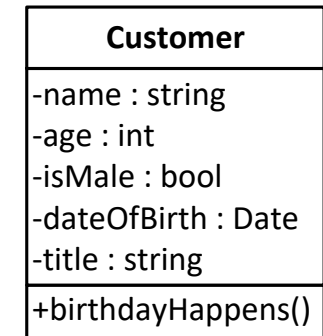 Customer
-name : string
-age : int
-isMale : bool
-dateOfBirth : Date
-title : string
+birthdayHappens()